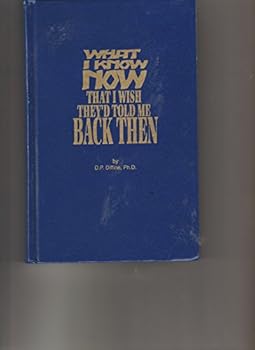 WHAT
I KNOW
NOW
THAT I WISH
THEY'D TOLD ME
BACK THEN
by
D.P. Diffine, Ph.D.